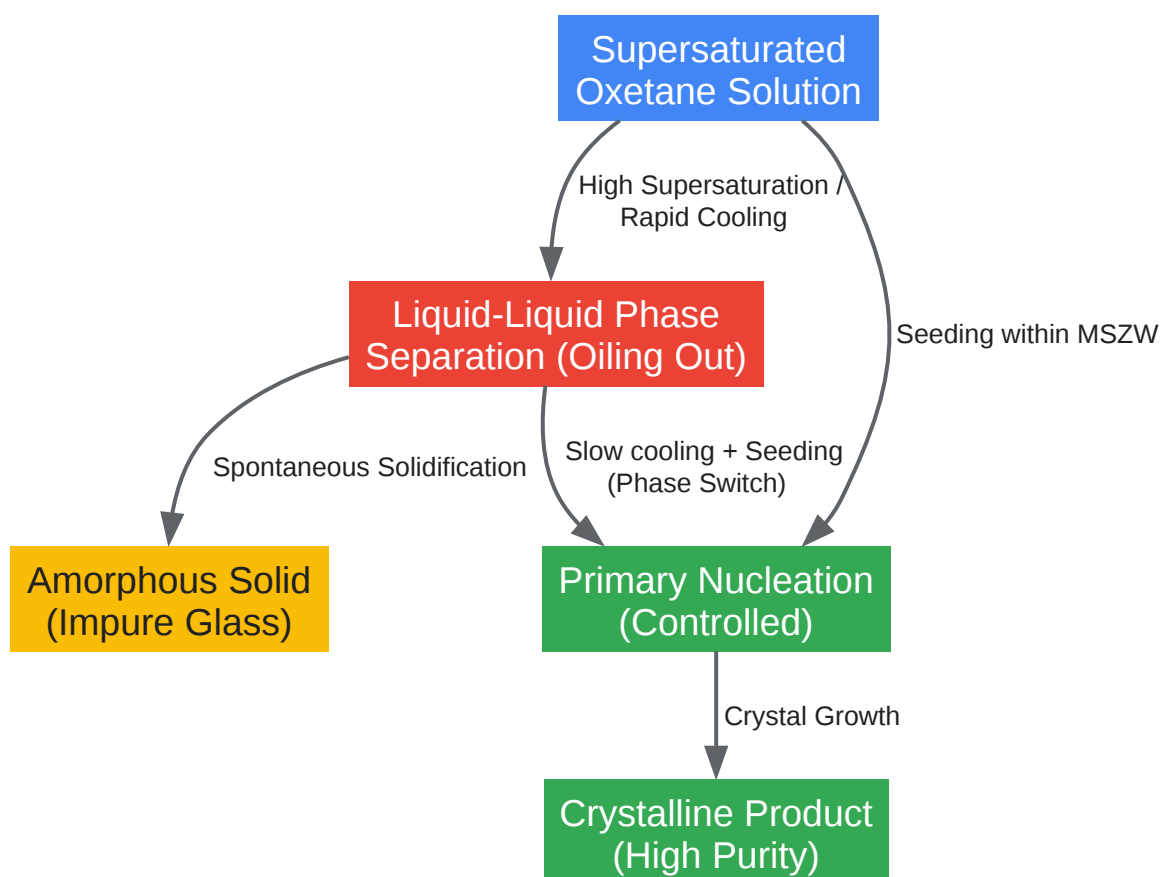 Supersaturated
Oxetane Solution
High Supersaturation /
Rapid Cooling
Liquid-Liquid Phase
Separation (Oiling Out)
Seeding within MSZW
Spontaneous Solidification
Slow cooling + Seeding
(Phase Switch)
Amorphous Solid
(Impure Glass)
Primary Nucleation
(Controlled)
Crystal Growth
Crystalline Product
(High Purity)